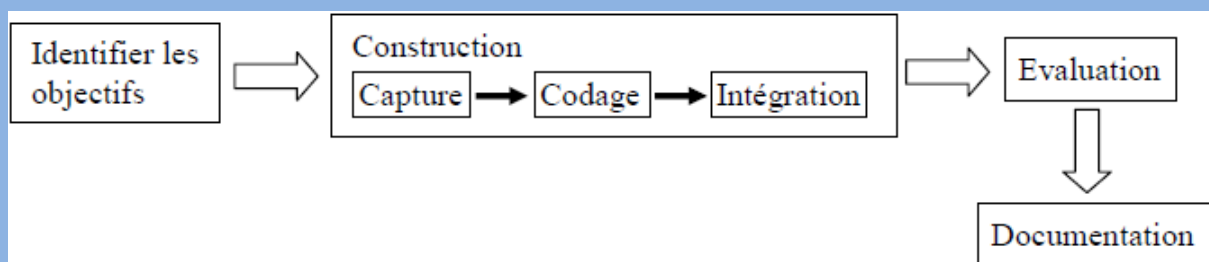 Identifier les
objectifs
Construction
Capture
Codage
Intégration
Evaluation
Documentation